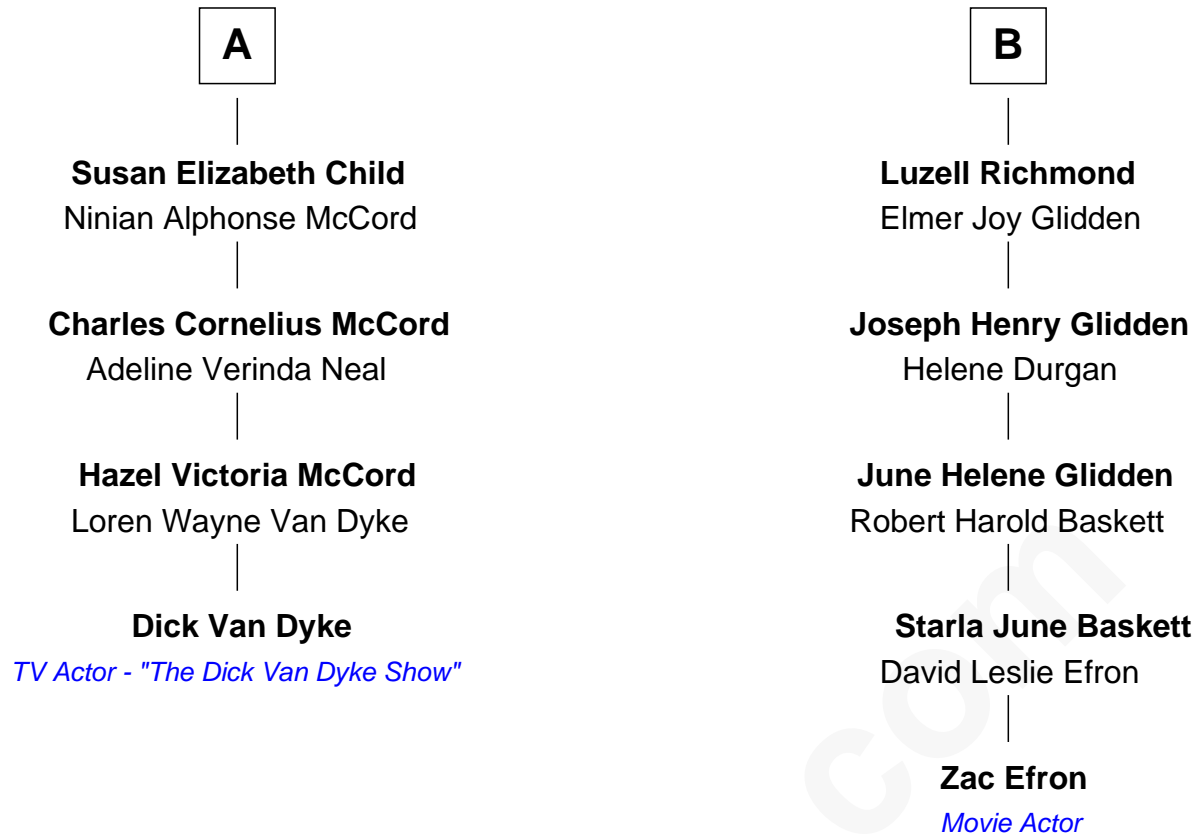 A
Susan Elizabeth Child
Ninian Alphonse McCord
Charles Cornelius McCord
Adeline Verinda Neal
Hazel Victoria McCord
Loren Wayne Van Dyke
Dick Van Dyke
TV Actor - "The Dick Van Dyke Show"
B
Luzell Richmond
Elmer Joy Glidden
Joseph Henry Glidden
Helene Durgan
June Helene Glidden
Robert Harold Baskett
Starla June Baskett
David Leslie Efron
Zac Efron
Movie Actor
com